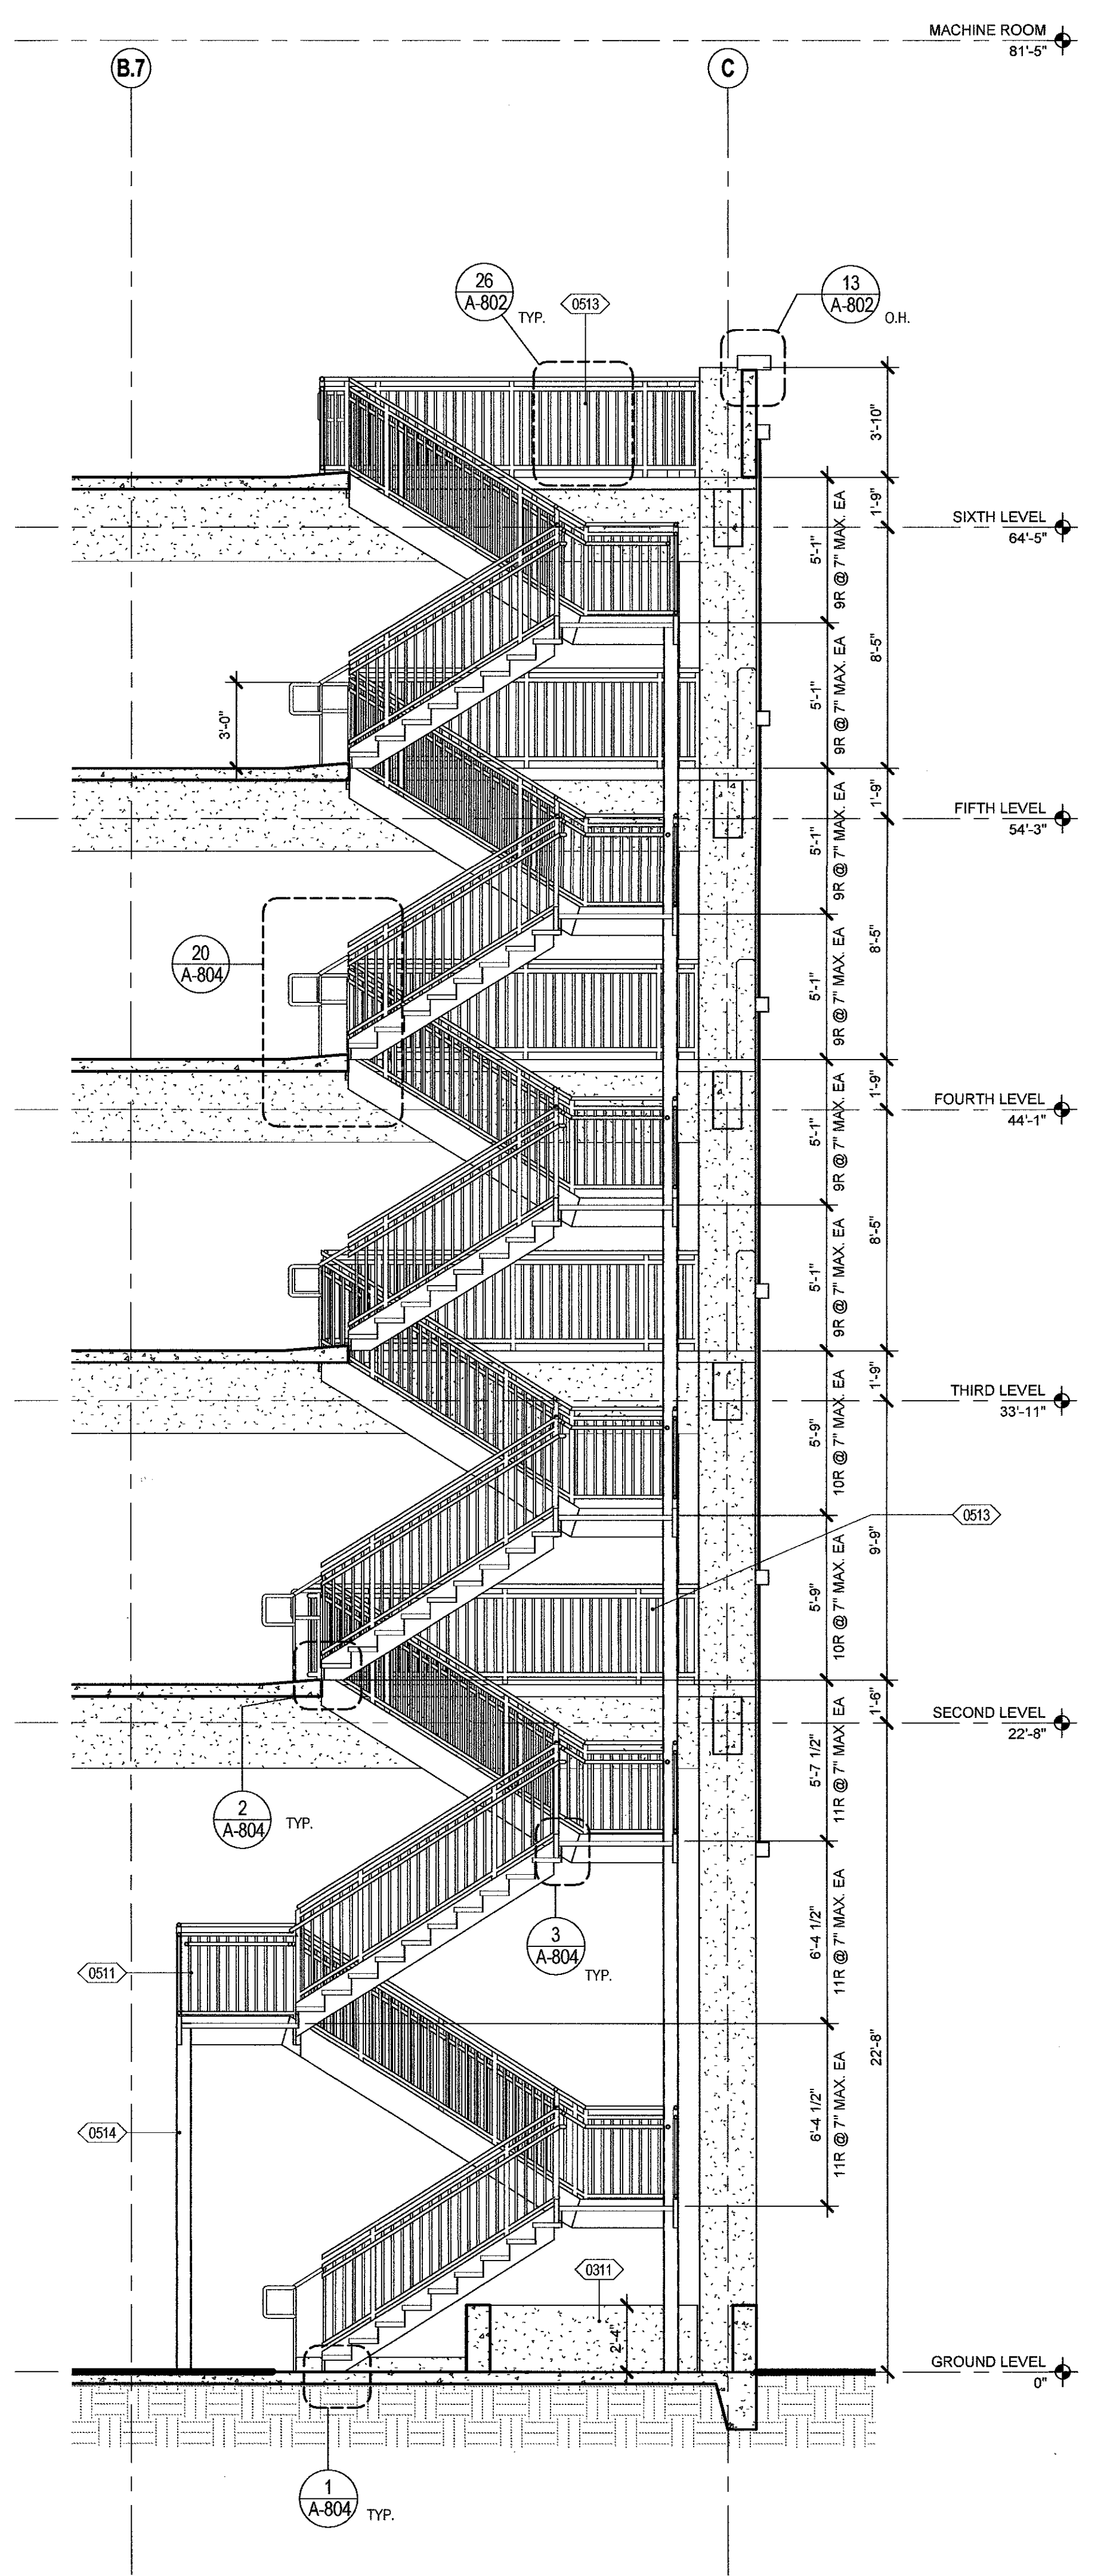 MACHINE ROOM
81'-5"
B.7
C
26
A-802
TYP.
0513
13
A-802
O.H.
3'-10"
1'-9"
SIXTH LEVEL
64'-5"
5'-1"
9R @ 7" MAX. EA
8'-5"
5'-1"
9R @ 7" MAX. EA
3'-0"
1'-9"
FIFTH LEVEL
54'-3"
5'-1"
9R @ 7" MAX. EA
20
A-804
8'-5"
5'-1"
9R @ 7" MAX. EA
1'-9"
FOURTH LEVEL
44'-1"
5'-1"
9R @ 7" MAX. EA
8'-5"
5'-1"
9R @ 7" MAX. EA
1'-9"
THIRD LEVEL
33'-11"
5'-9"
10R @ 7" MAX. EA
0513
9'-9"
5'-9"
10R @ 7" MAX. EA
1'-6"
SECOND LEVEL
22'-8"
5'-7 1/2"
11R @ 7" MAX EA
2
A-804
TYP.
3
A-804
TYP.
6'-4 1/2"
11R @ 7" MAX. EA
0511
22'-8"
0514
6'-4 1/2"
11R @ 7" MAX. EA
0311
2'-4"
GROUND LEVEL
0"
1
A-804
TYP.